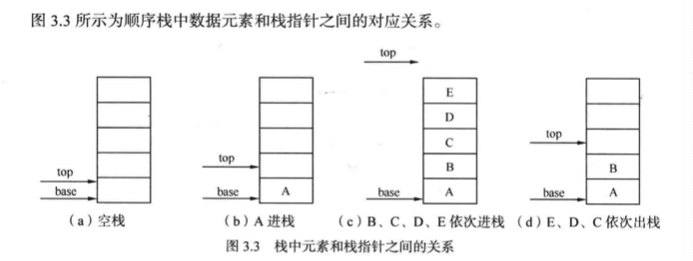 图 3.3 所示为顺序栈中数据元素和栈指针之间的对应关系。
top
E
D
C
B
A
top
base
top
base
A
base
top
base
B
A
（a）空栈
（b）A 进栈
（c）B、C、D、E 依次进栈
（d）E、D、C 依次出栈
图 3.3 栈中元素和栈指针之间的关系